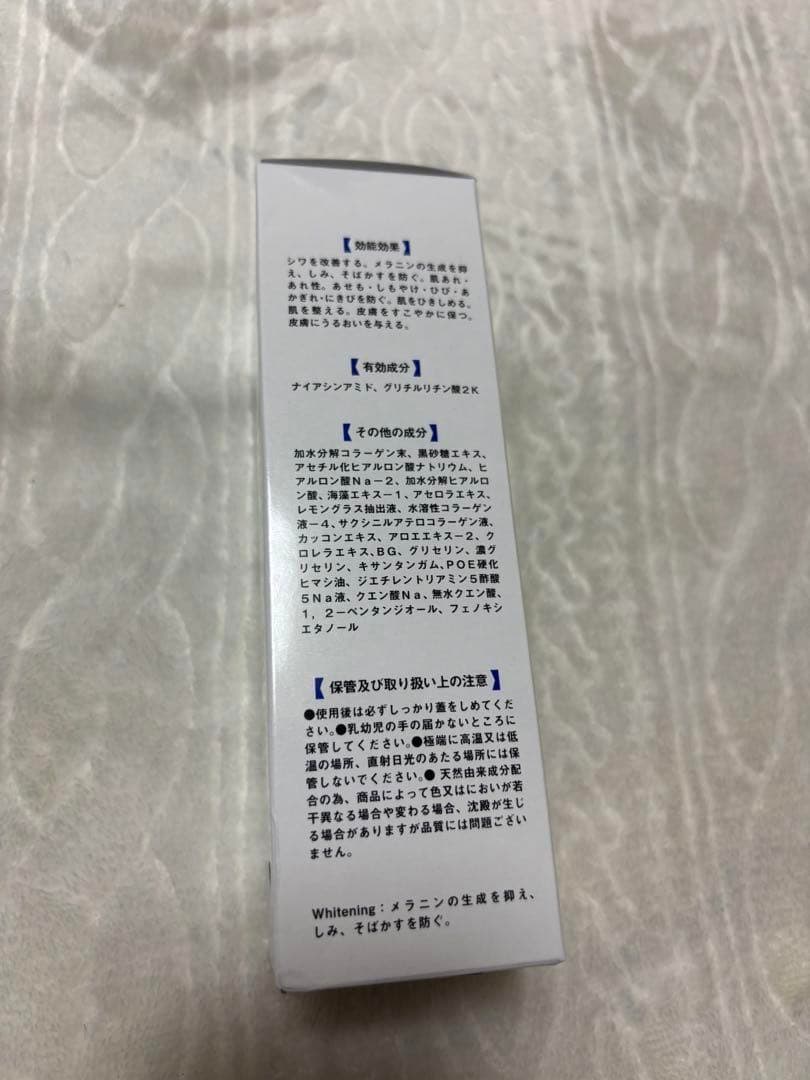 【効能効果】
シワを改善する。メラニンの生成を抑
え、しみ、そばかすを防ぐ。肌あれ・
あれ性。あせも・しもやけ・ひび・あ
かぎれ・にきびを防ぐ。肌をひきしめる。
肌を整える。皮膚をすこやかに保つ。
皮膚にうるおいを与える。
【有効成分】
ナイアシンアミド、グリチルリチン酸2K
【その他の成分】
加水分解コラーゲン末、黒砂糖エキス、
アセチル化ヒアルロン酸ナトリウム、ヒ
アルロン酸Na－2、加水分解ヒアルロ
ン酸、海藻エキス－1、アセロラエキス、
レモングラス抽出液、水溶性コラーゲン
液－4、サクシニルアテロコラーゲン液、
カッコンエキス、アロエエキス－2、ク
ロレラエキス、BG、グリセリン、濃グ
リセリン、キサンタンガム、POE硬化
ヒマシ油、ジエチレントリアミン5酢酸
5Na液、クエン酸Na、無水クエン酸、
1，2－ペンタンジオール、フェノキシ
エタノール
【保管及び取り扱い上の注意】
●使用後は必ずしっかり蓋をしめてくだ
さい。●乳幼児の手の届かないところに
保管してください。●極端に高温又は低
温の場所、直射日光のあたる場所には保
管しないでください。● 天然由来成分配
合の為、商品によって色又はにおいが若
干異なる場合や変わる場合、沈殿が生じ
る場合がありますが品質には問題ござい
ません。
Whitening：メラニンの生成を抑え、
しみ、そばかすを防ぐ。